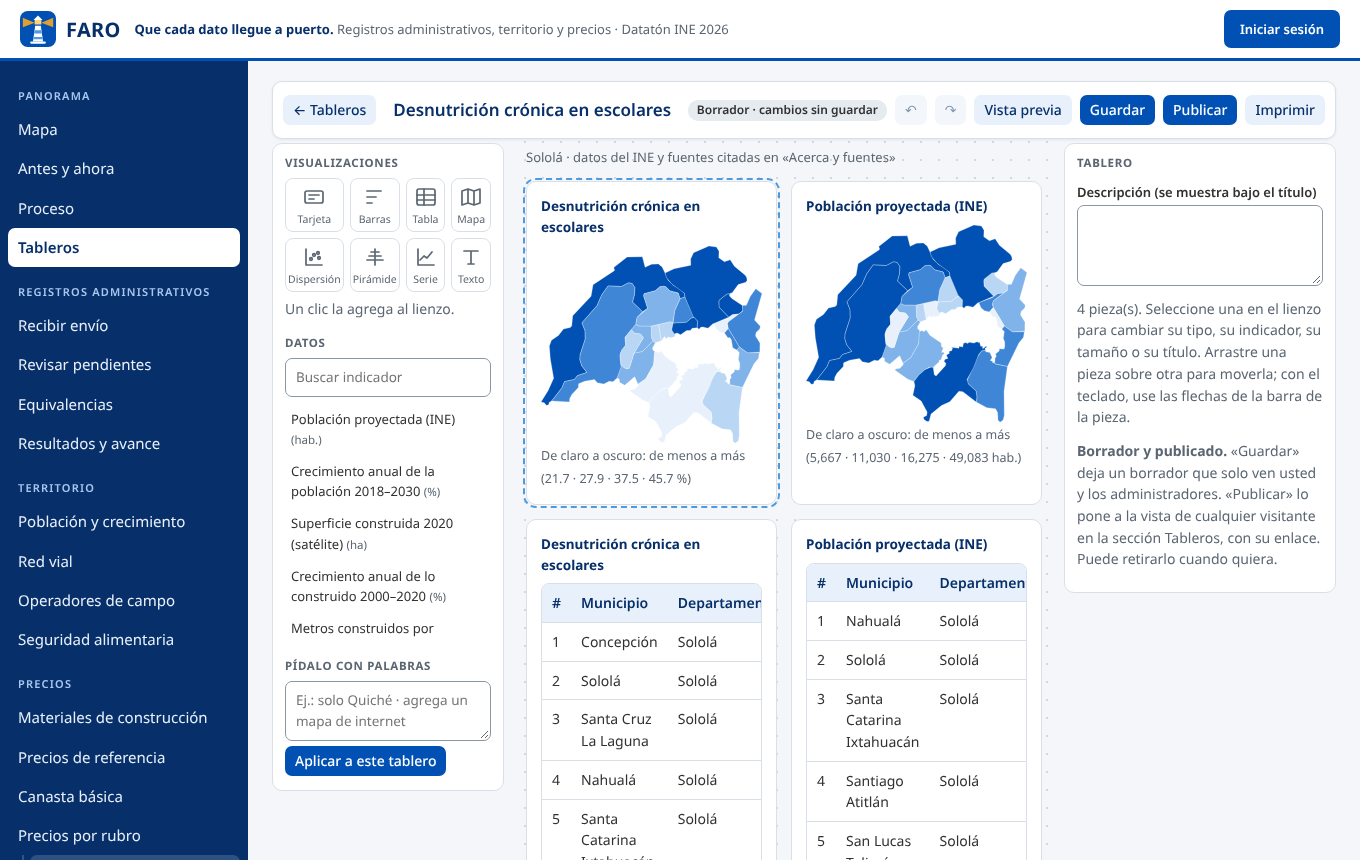 FARO
Que cada dato llegue a puerto. Registros administrativos, territorio y precios · Datatón INE 2026
Iniciar sesión
PANORAMA
Mapa
Antes y ahora
Proceso
Tableros
REGISTROS ADMINISTRATIVOS
Recibir envío
Revisar pendientes
Equivalencias
Resultados y avance
TERRITORIO
Población y crecimiento
Red vial
Operadores de campo
Seguridad alimentaria
PRECIOS
Materiales de construcción
Precios de referencia
Canasta básica
Precios por rubro
← Tableros
Desnutrición crónica en escolares
Borrador · cambios sin guardar
↶
↷
Vista previa
Guardar
Publicar
Imprimir
VISUALIZACIONES
Tarjeta
Barras
Tabla
Mapa
Dispersión
Pirámide
Serie
Texto
Un clic la agrega al lienzo.
DATOS
Buscar indicador
Población proyectada (INE)
(hab.)
Crecimiento anual de la
población 2018–2030 (%)
Superficie construida 2020
(satélite) (ha)
Crecimiento anual de lo
construido 2000–2020 (%)
Metros construidos por
PÍDALO CON PALABRAS
Ej.: solo Quiché · agrega un
mapa de internet
Aplicar a este tablero
Sololá · datos del INE y fuentes citadas en «Acerca y fuentes»
Desnutrición crónica en
escolares
De claro a oscuro: de menos a más
(21.7 · 27.9 · 37.5 · 45.7 %)
Población proyectada (INE)
De claro a oscuro: de menos a más
(5,667 · 11,030 · 16,275 · 49,083 hab.)
Desnutrición crónica en
escolares
# Municipio Departamen
1 Concepción Sololá
2 Sololá Sololá
3 Santa Cruz Sololá
La Laguna
4 Nahualá Sololá
5 Santa Sololá
Catarina
Ixtahuacán
Población proyectada (INE)
# Municipio Departamen
1 Nahualá Sololá
2 Sololá Sololá
3 Santa Sololá
Catarina
Ixtahuacán
4 Santiago Sololá
Atitlán
5 San Lucas Sololá
TABLERO
Descripción (se muestra bajo el título)
4 pieza(s). Seleccione una en el lienzo
para cambiar su tipo, su indicador, su
tamaño o su título. Arrastre una
pieza sobre otra para moverla; con el
teclado, use las flechas de la barra de
la pieza.
Borrador y publicado. «Guardar»
deja un borrador que solo ven usted
y los administradores. «Publicar» lo
pone a la vista de cualquier visitante
en la sección Tableros, con su enlace.
Puede retirarlo cuando quiera.